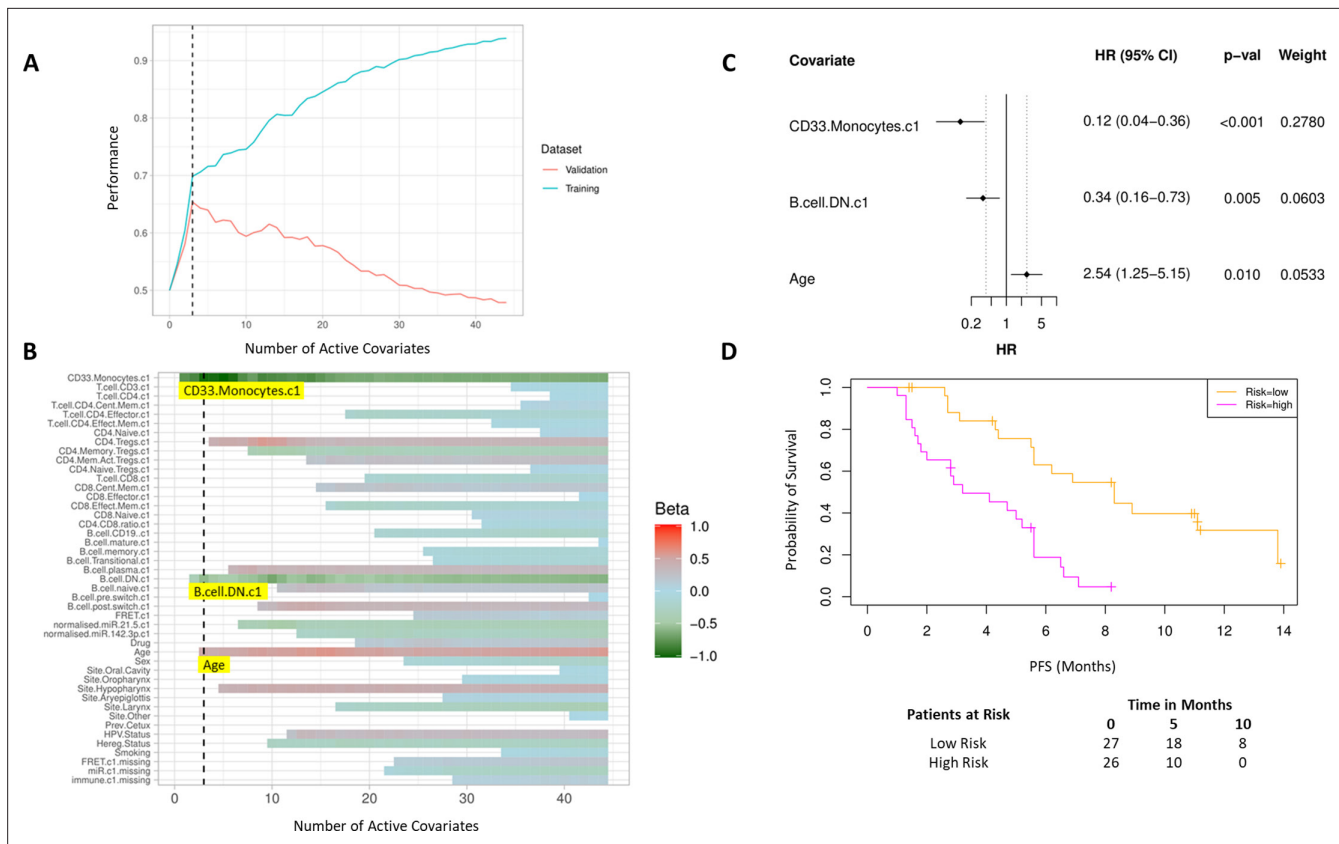 A
0.9
0.8
0.7
0.6
0.5
Performance
0 10 20 30 40
Number of Active Covariates
Dataset
Validation
Training
B
CD33.Monocytes.c1
T.cell.CD3.c1
T.cell.CD4.c1
T.cell.CD4.Cent.Mem.c1
T.cell.CD4.Effector.c1
T.cell.CD4.Effect.Mem.c1
CD4.Naive.c1
CD4.Tregs.c1
CD4.Memory.Tregs.c1
CD4.Mem.Act.Tregs.c1
CD4.Naive.Tregs.c1
T.cell.CD8.c1
CD8.Cent.Mem.c1
CD8.Effector.c1
CD8.Effect.Mem.c1
CD8.Naive.c1
CD4.CD8.ratio.c1
B.cell.CD19..c1
B.cell.mature.c1
B.cell.memory.c1
B.cell.Transitional.c1
B.cell.plasma.c1
B.cell.DN.c1
B.cell.naive.c1
B.cell.pre.switch.c1
B.cell.post.switch.c1
FRET.c1
normalised.miR.21.5.c1
normalised.miR.142.3p.c1
Drug
Age
Sex
Site.Oral.Cavity
Site.Oropharynx
Site.Hypopharynx
Site.Aryepiglottis
Site.Larynx
Site.Other
Prev.Cetux
HPV.Status
Hereg.Status
Smoking
FRET.c1.missing
miR.c1.missing
immune.c1.missing
CD33.Monocytes.c1
B.cell.DN.c1
Age
0 10 20 30 40
Number of Active Covariates
Beta
1.0
0.5
0.0
−0.5
−1.0
C
Covariate HR (95% CI) p−val Weight
CD33.Monocytes.c1 0.12 (0.04−0.36) <0.001 0.2780
B.cell.DN.c1 0.34 (0.16−0.73) 0.005 0.0603
Age 2.54 (1.25−5.15) 0.010 0.0533
0.2 1 5
HR
D
Risk=low
Risk=high
1.0
0.8
0.6
0.4
0.2
0.0
Probability of Survival
0 2 4 6 8 10 12 14
PFS (Months)
Patients at Risk Time in Months
0 5 10
Low Risk 27 18 8
High Risk 26 10 0